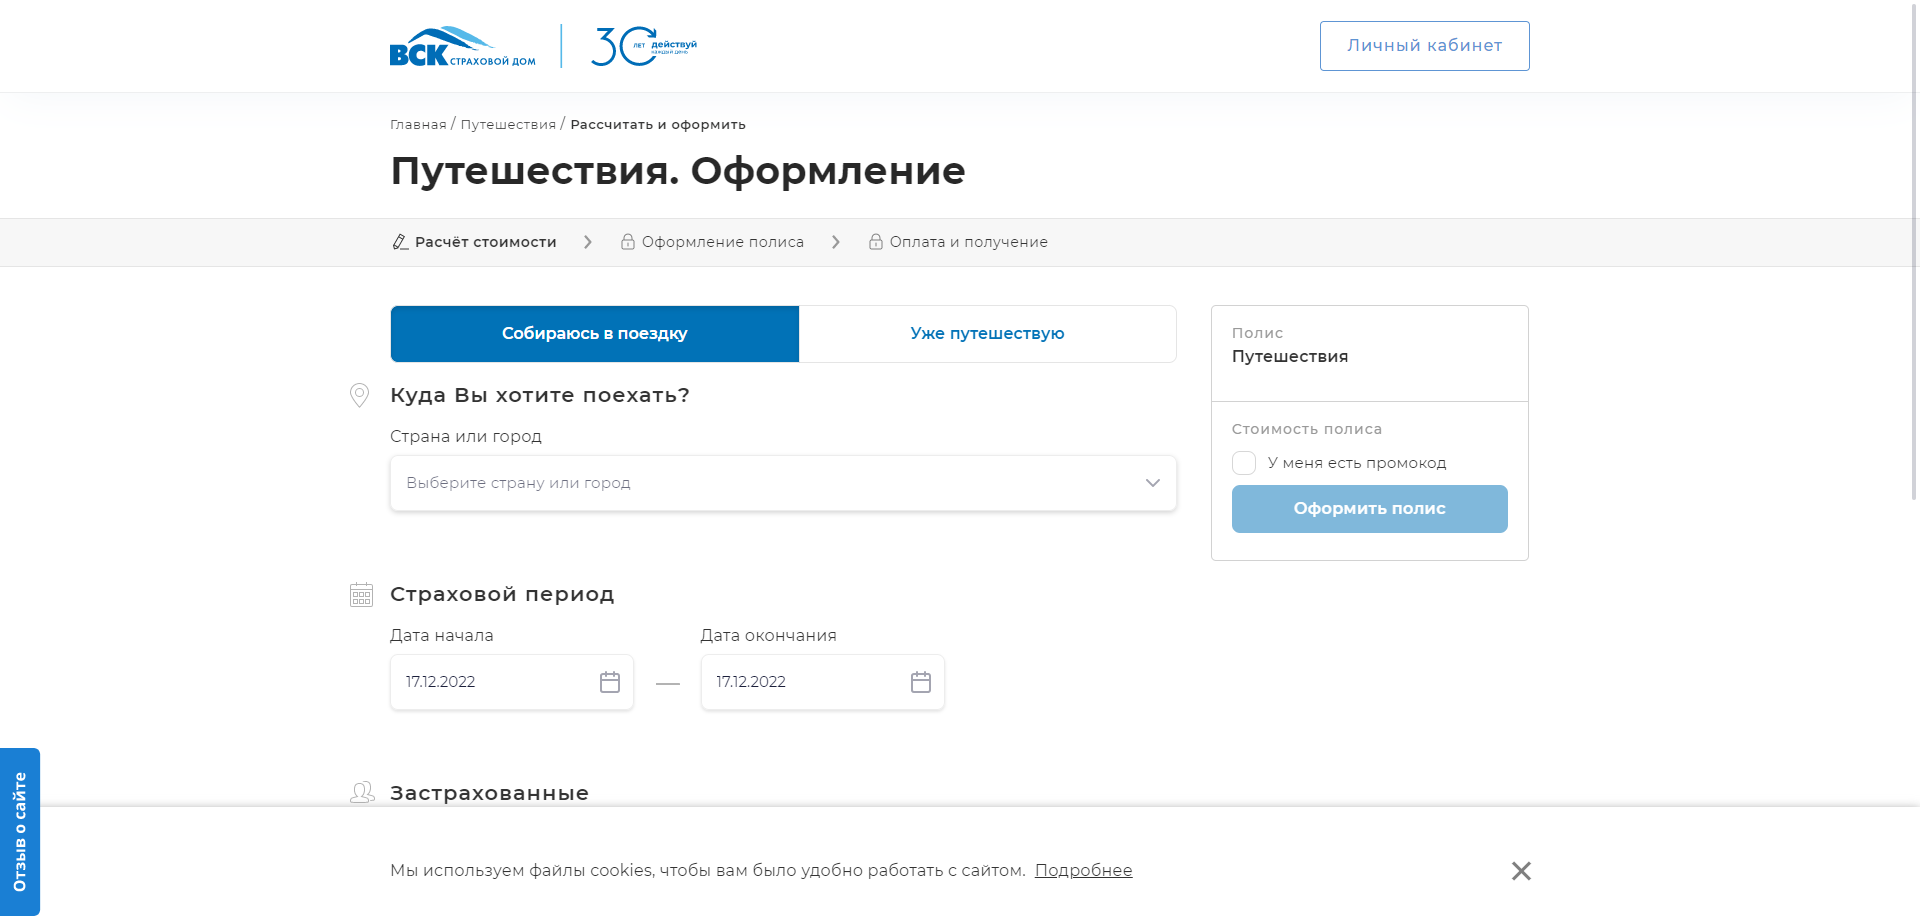 ВСК СТРАХОВОЙ ДОМ
30 ЛЕТ действуй каждый день
Личный кабинет
Главная / Путешествия / Рассчитать и оформить
Путешествия. Оформление
Расчёт стоимости
Оформление полиса
Оплата и получение
Собираюсь в поездку
Уже путешествую
Куда Вы хотите поехать?
Страна или город
Выберите страну или город
Полис
Путешествия
Стоимость полиса
У меня есть промокод
Оформить полис
Страховой период
Дата начала
Дата окончания
17.12.2022
—
17.12.2022
Застрахованные
Отзыв о сайте
Мы используем файлы cookies, чтобы вам было удобно работать с сайтом. Подробнее